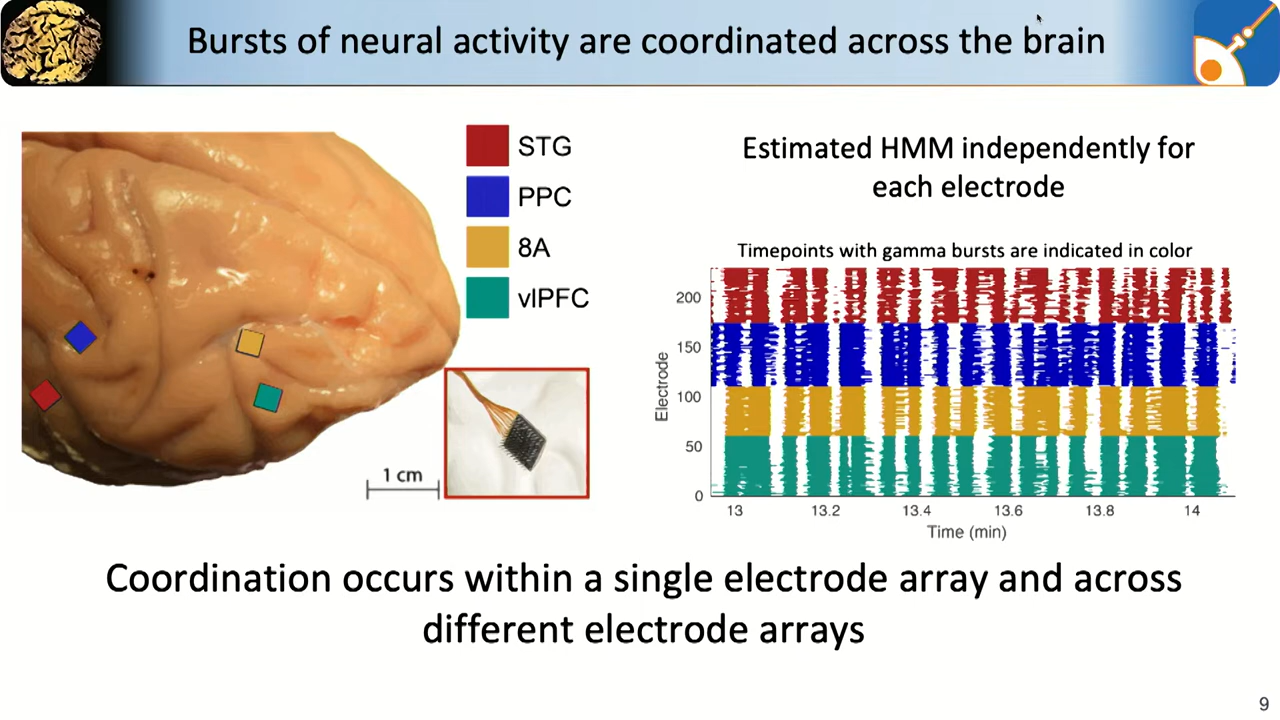 Bursts of neural activity are coordinated across the brain
STG
PPC
8A
vlPFC
1 cm
Estimated HMM independently for
each electrode
Timepoints with gamma bursts are indicated in color
Electrode
200
150
100
50
0
13
13.2
13.4
13.6
13.8
14
Time (min)
Coordination occurs within a single electrode array and across
different electrode arrays
9